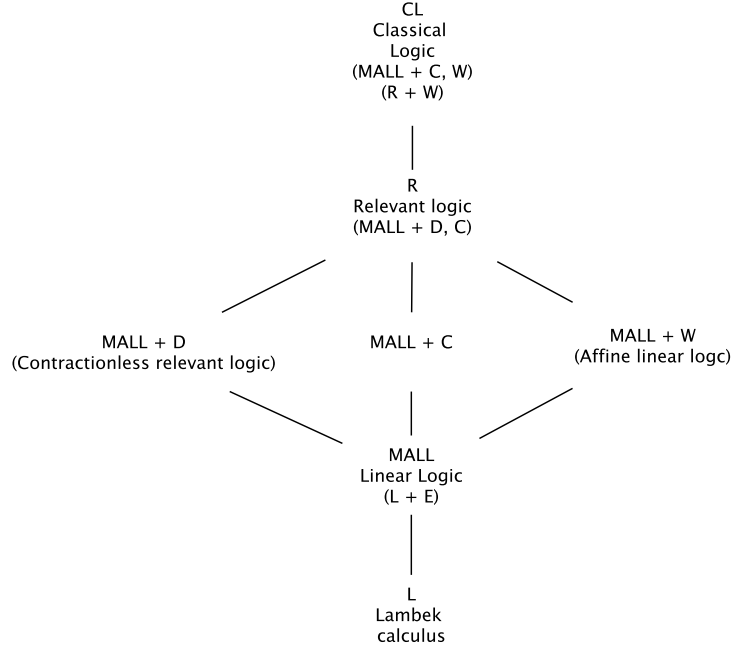 CL
Classical
Logic
(MALL + C, W)
(R + W)
R
Relevant logic
(MALL + D, C)
MALL + D
(Contractionless relevant logic)
MALL + C
MALL + W
(Affine linear logc)
MALL
Linear Logic
(L + E)
L
Lambek
calculus